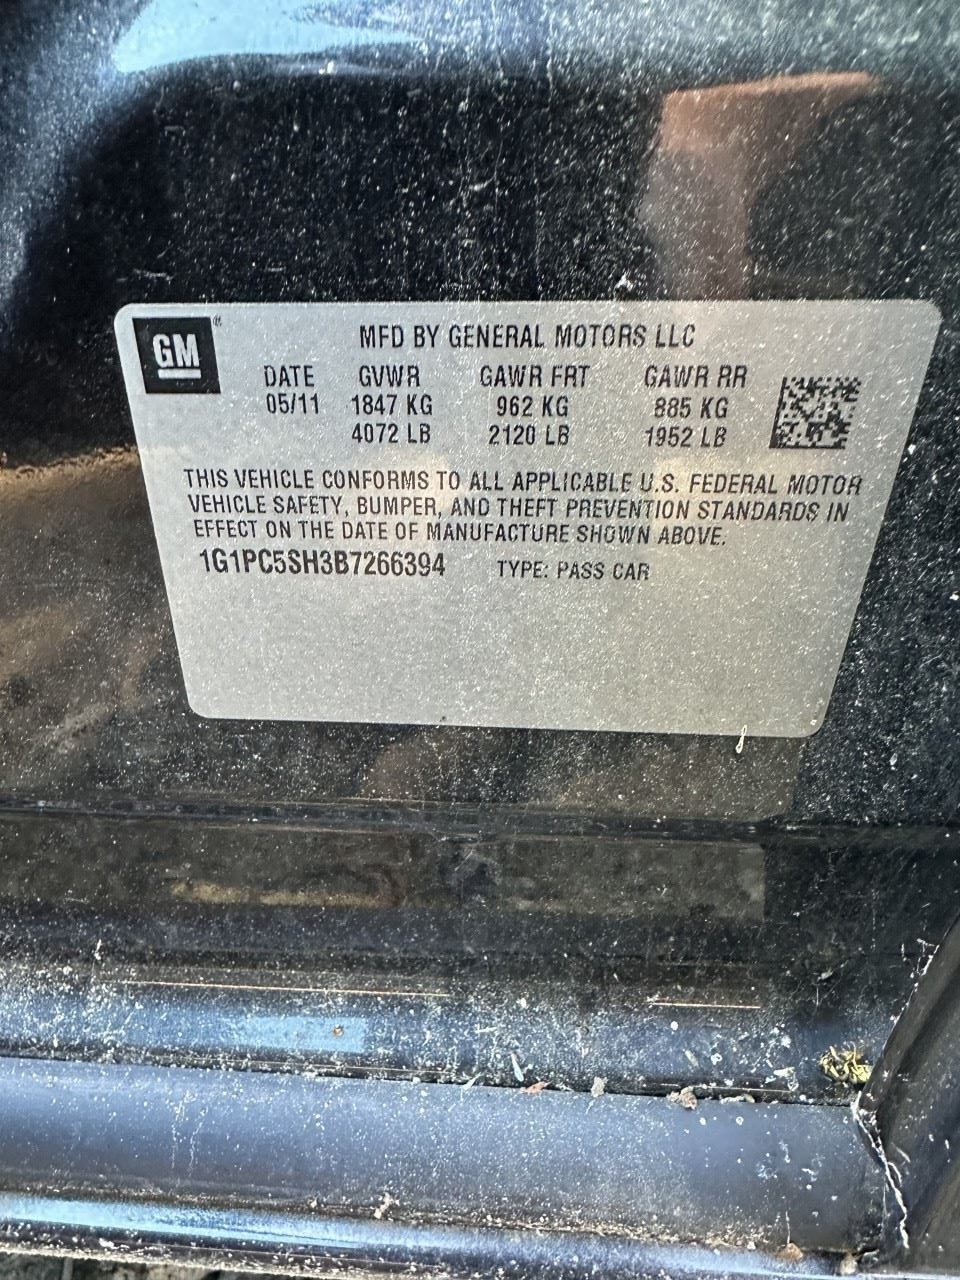 GM®
MFD BY GENERAL MOTORS LLC
DATE GVWR GAWR FRT GAWR RR
05/11 1847 KG 962 KG 885 KG
4072 LB 2120 LB 1952 LB
THIS VEHICLE CONFORMS TO ALL APPLICABLE U.S. FEDERAL MOTOR
VEHICLE SAFETY, BUMPER, AND THEFT PREVENTION STANDARDS IN
EFFECT ON THE DATE OF MANUFACTURE SHOWN ABOVE.
1G1PC5SH3B7266394 TYPE: PASS CAR